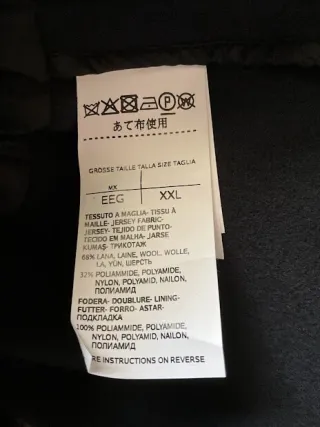 P W
あて布使用
GROSSE TAILLE TALLA SIZE TAGLIA
MX
EEG XXL
TESSUTO A MAGLIA- TISSU À
MAILLE- JERSEY FABRIC-
JERSEY- TEJIDO DE PUNTO-
TECIDO EM MALHA- JARSE
KUMAŞ- ТРИКОТАЖ
68% LANA, LAINE, WOOL, WOLLE,
LÃ, YÜN, ШЕРСТЬ
32% POLIAMMIDE, POLYAMIDE,
NYLON, POLYAMID, NAILON,
ПОЛИАМИД
FODERA- DOUBLURE- LINING-
FUTTER- FORRO- ASTAR-
ПОДКЛАДКА
100% POLIAMMIDE, POLYAMIDE,
NYLON, POLYAMID, NAILON,
ПОЛИАМИД
RE INSTRUCTIONS ON REVERSE